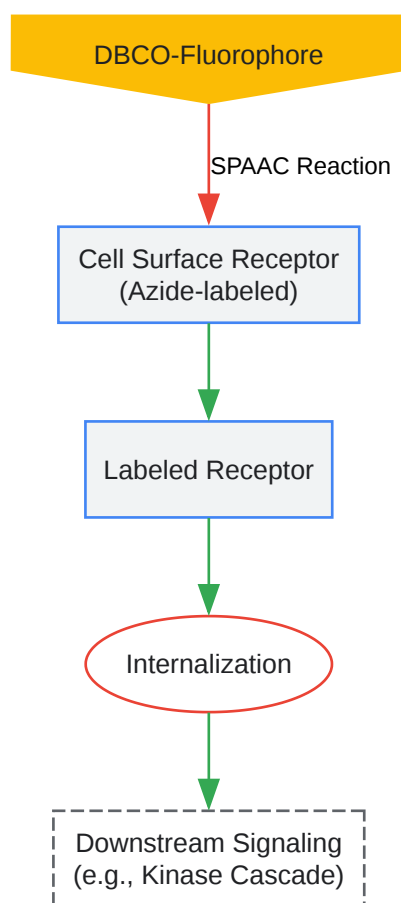 DBCO-Fluorophore
SPAAC Reaction
Cell Surface Receptor
(Azide-labeled)
Labeled Receptor
Internalization
Downstream Signaling
(e.g., Kinase Cascade)